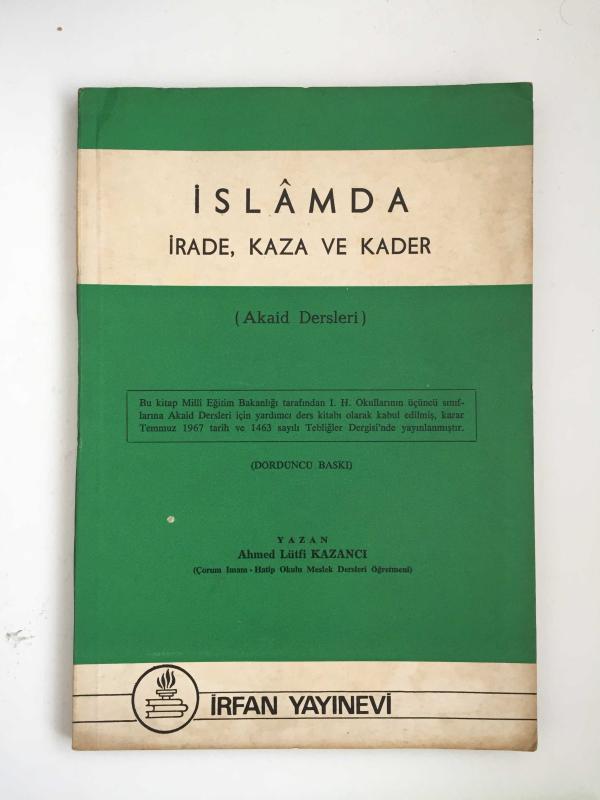 İSLÂMDA
İRADE, KAZA VE KADER
(Akaid Dersleri)
Bu kitap Millî Eğitim Bakanlığı tarafından I. H. Okullarının üçüncü sınıf-
larına Akaid Dersleri için yardımcı ders kitabı olarak kabul edilmiş, karar
Temmuz 1967 tarih ve 1463 sayılı Tebliğler Dergisi'nde yayınlanmıştır.
(DÖRDÜNCÜ BASKI)
YAZAN
Ahmed Lütfi KAZANCI
(Çorum İmam - Hatip Okulu Meslek Dersleri Öğretmeni)
İRFAN YAYINEVİ